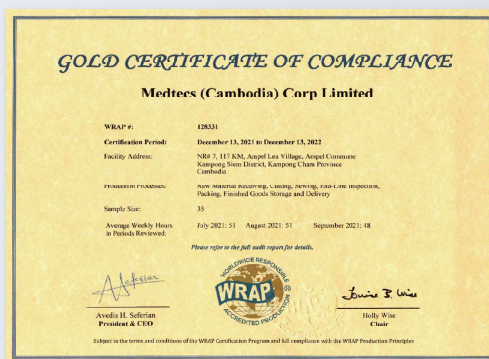 GOLD CERTIFICATE OF COMPLIANCE
Medtecs (Cambodia) Corp Limited
WRAP #: 128331
Certification Period: December 13, 2021 to December 13, 2022
Facility Address: NR# 7, 117 KM, Ampel Lea Village, Ampel Commune
Kampong Siem District, Kampong Cham Province
Cambodia
Production Processes: Raw Material Receiving, Cutting, Sewing, End-Line Inspection,
Packing, Finished Goods Storage and Delivery
Sample Size: 35
Average Weekly Hours July 2021: 51 August 2021: 51 September 2021: 48
in Periods Reviewed:
Please refer to the full audit report for details.
WORLDWIDE RESPONSIBLE
WRAP
ACCREDITED PRODUCTION
Avedis H. Seferian
President & CEO
Holly Wise
Chair
Subject to the terms and conditions of the WRAP Certification Program and full compliance with the WRAP Production Principles